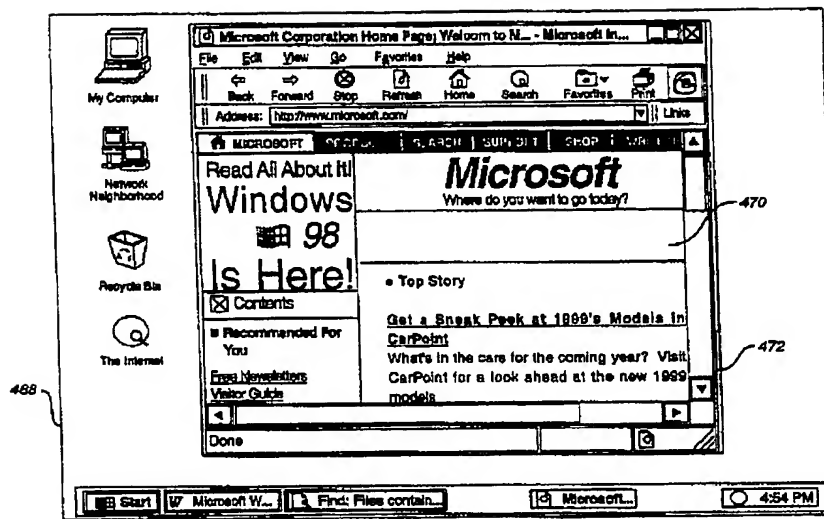 Microsoft Corporation Home Page; Welcom to N... - Microsoft In...
File Edit View Go Favorites Help
Back Forward Stop Refresh Home Search Favorites Print
Address: http://www.microsoft.com/ Links
MICROSOFT SEARCH SHOP
My Computer
Network Neighborhood
Recycle Bin
The Internet
Read All About It!
Windows
98
Is Here!
Contents
Recommended For
You
Free Newsletters
Visitor Guide
Microsoft
Where do you want to go today?
Top Story
Get a Sneak Peek at 1999's Models in
CarPoint
What's in the cars for the coming year? Visit
CarPoint for a look ahead at the new 1999
models
Done
470
472
468
Start Microsoft W... Find: Files contain... Microsoft... 4:54 PM